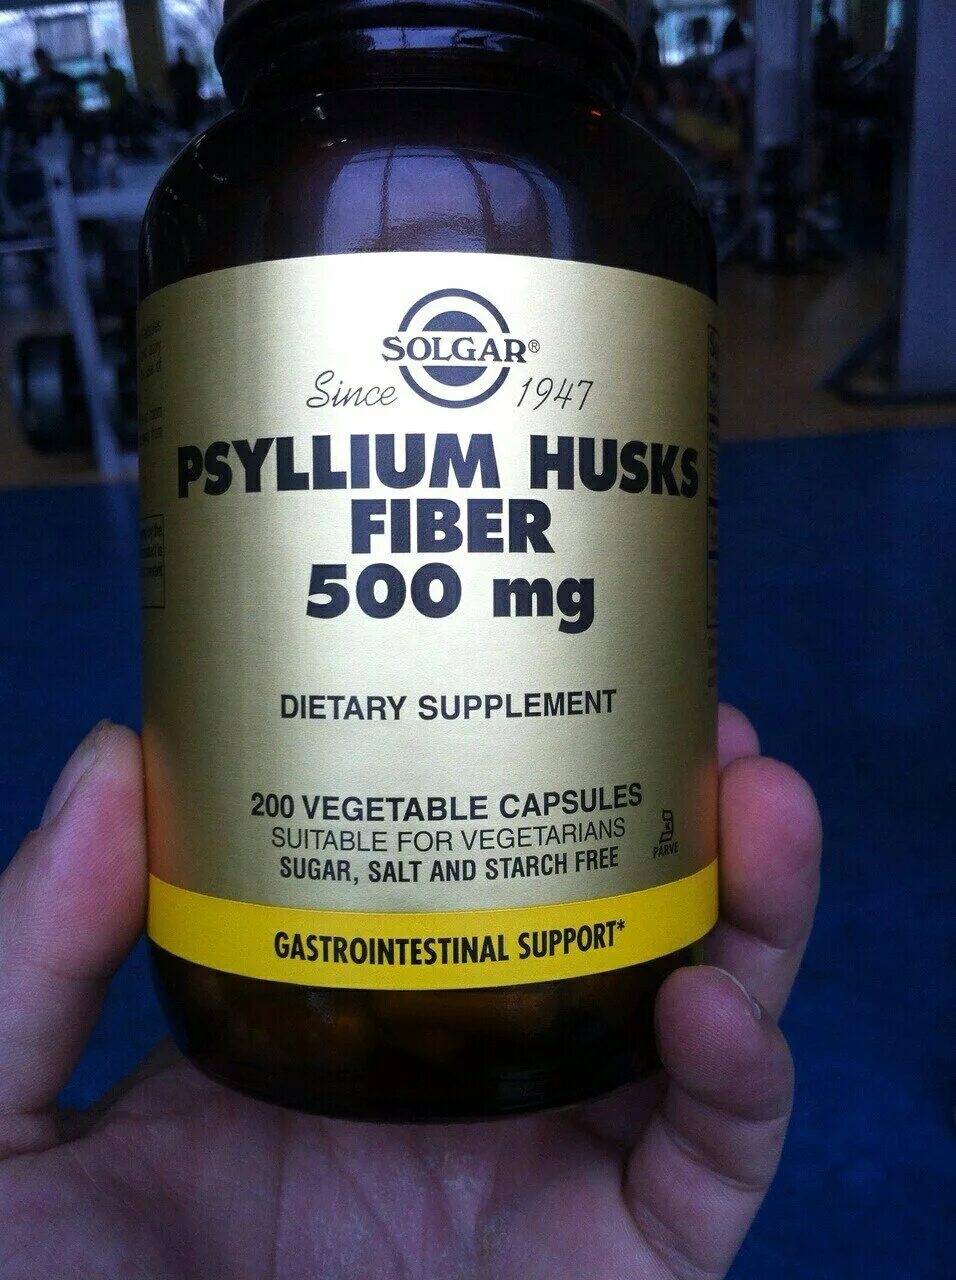 SOLGAR®
Since 1947
PSYLLIUM HUSKS
FIBER
500 mg
DIETARY SUPPLEMENT
200 VEGETABLE CAPSULES
SUITABLE FOR VEGETARIANS
SUGAR, SALT AND STARCH FREE
PARVE
GASTROINTESTINAL SUPPORT*